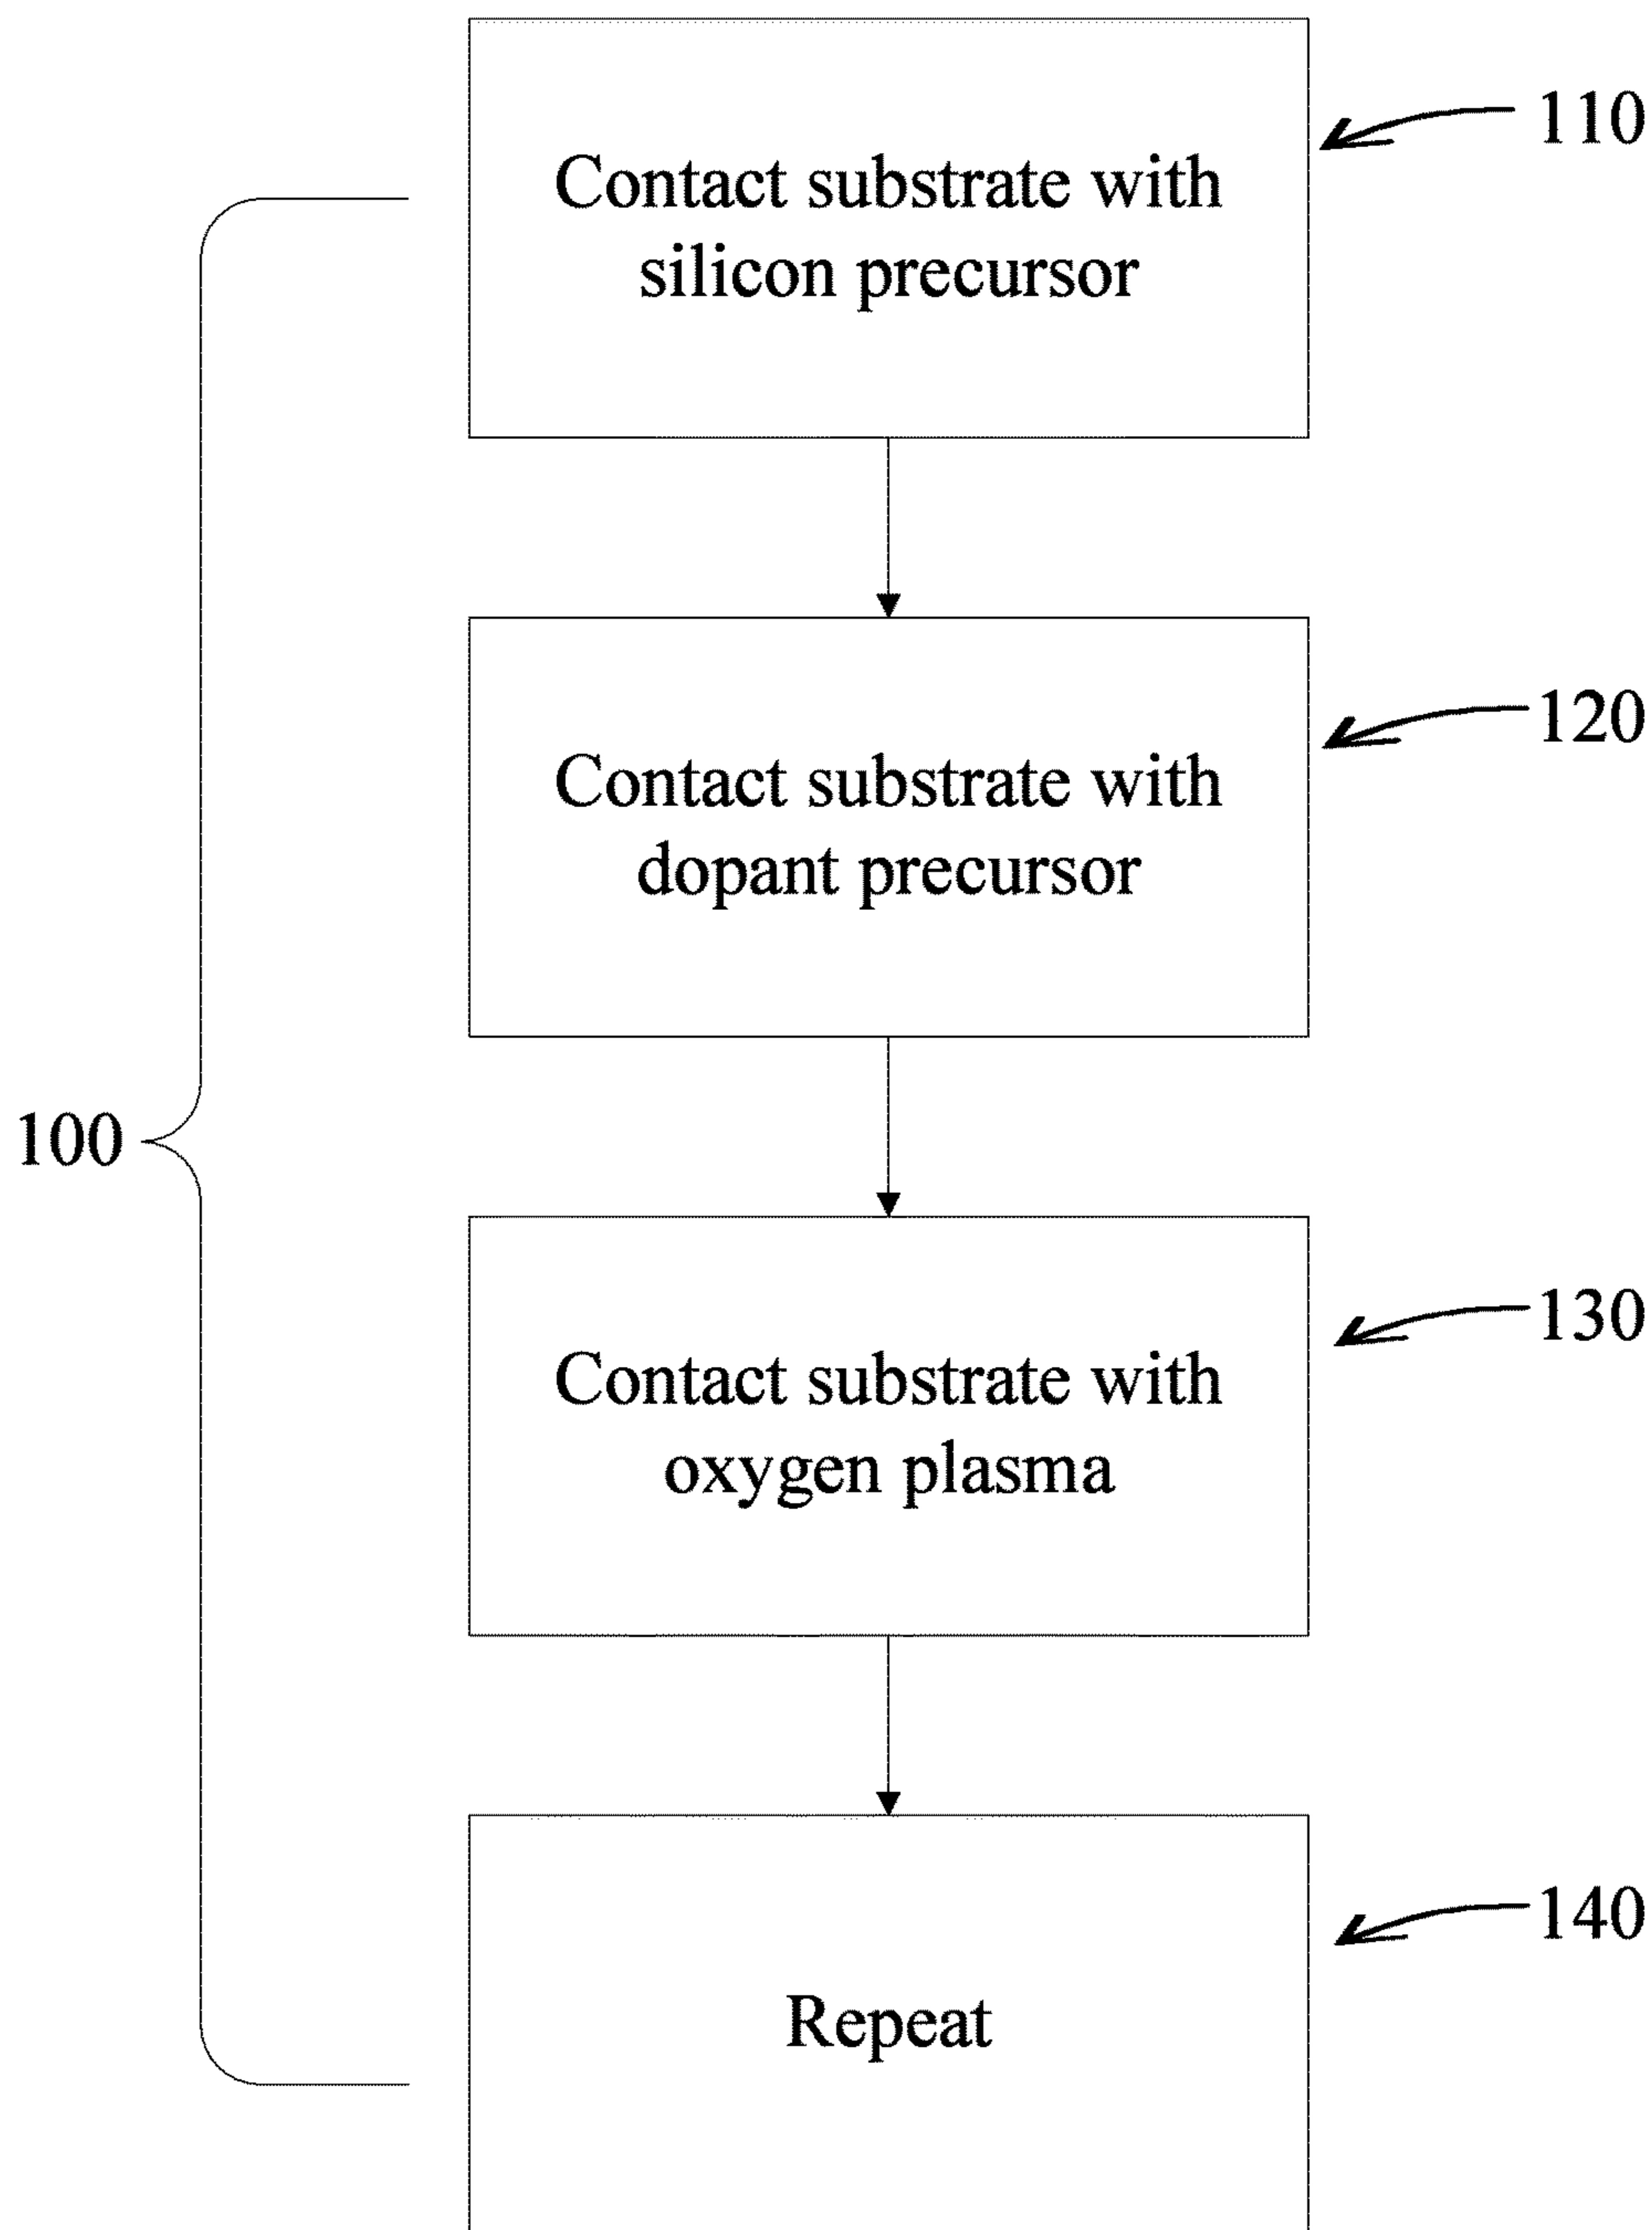 110
Contact substrate with
silicon precursor
120
Contact substrate with
dopant precursor
100
130
Contact substrate with
oxygen plasma
140
Repeat